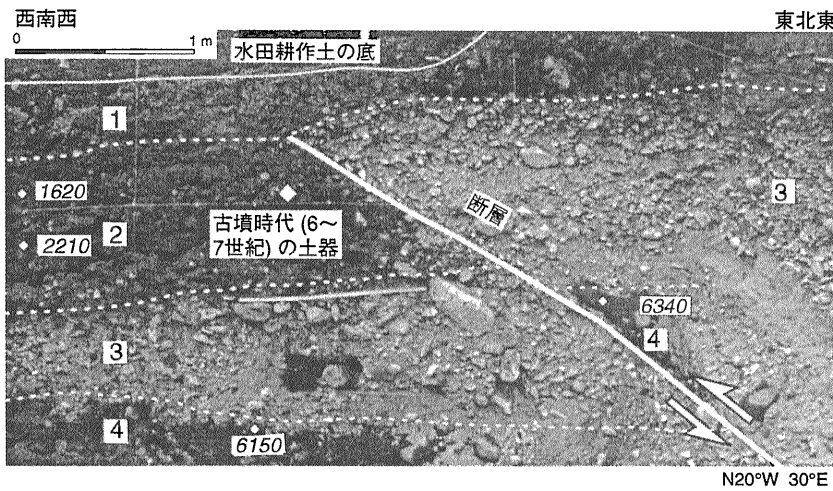 西南西
東北東
0 1 m
水田耕作土の底
1
1620
3
断層
2
古墳時代 (6〜
7世紀) の土器
2210
6340
4
3
4
6150
N20°W 30°E